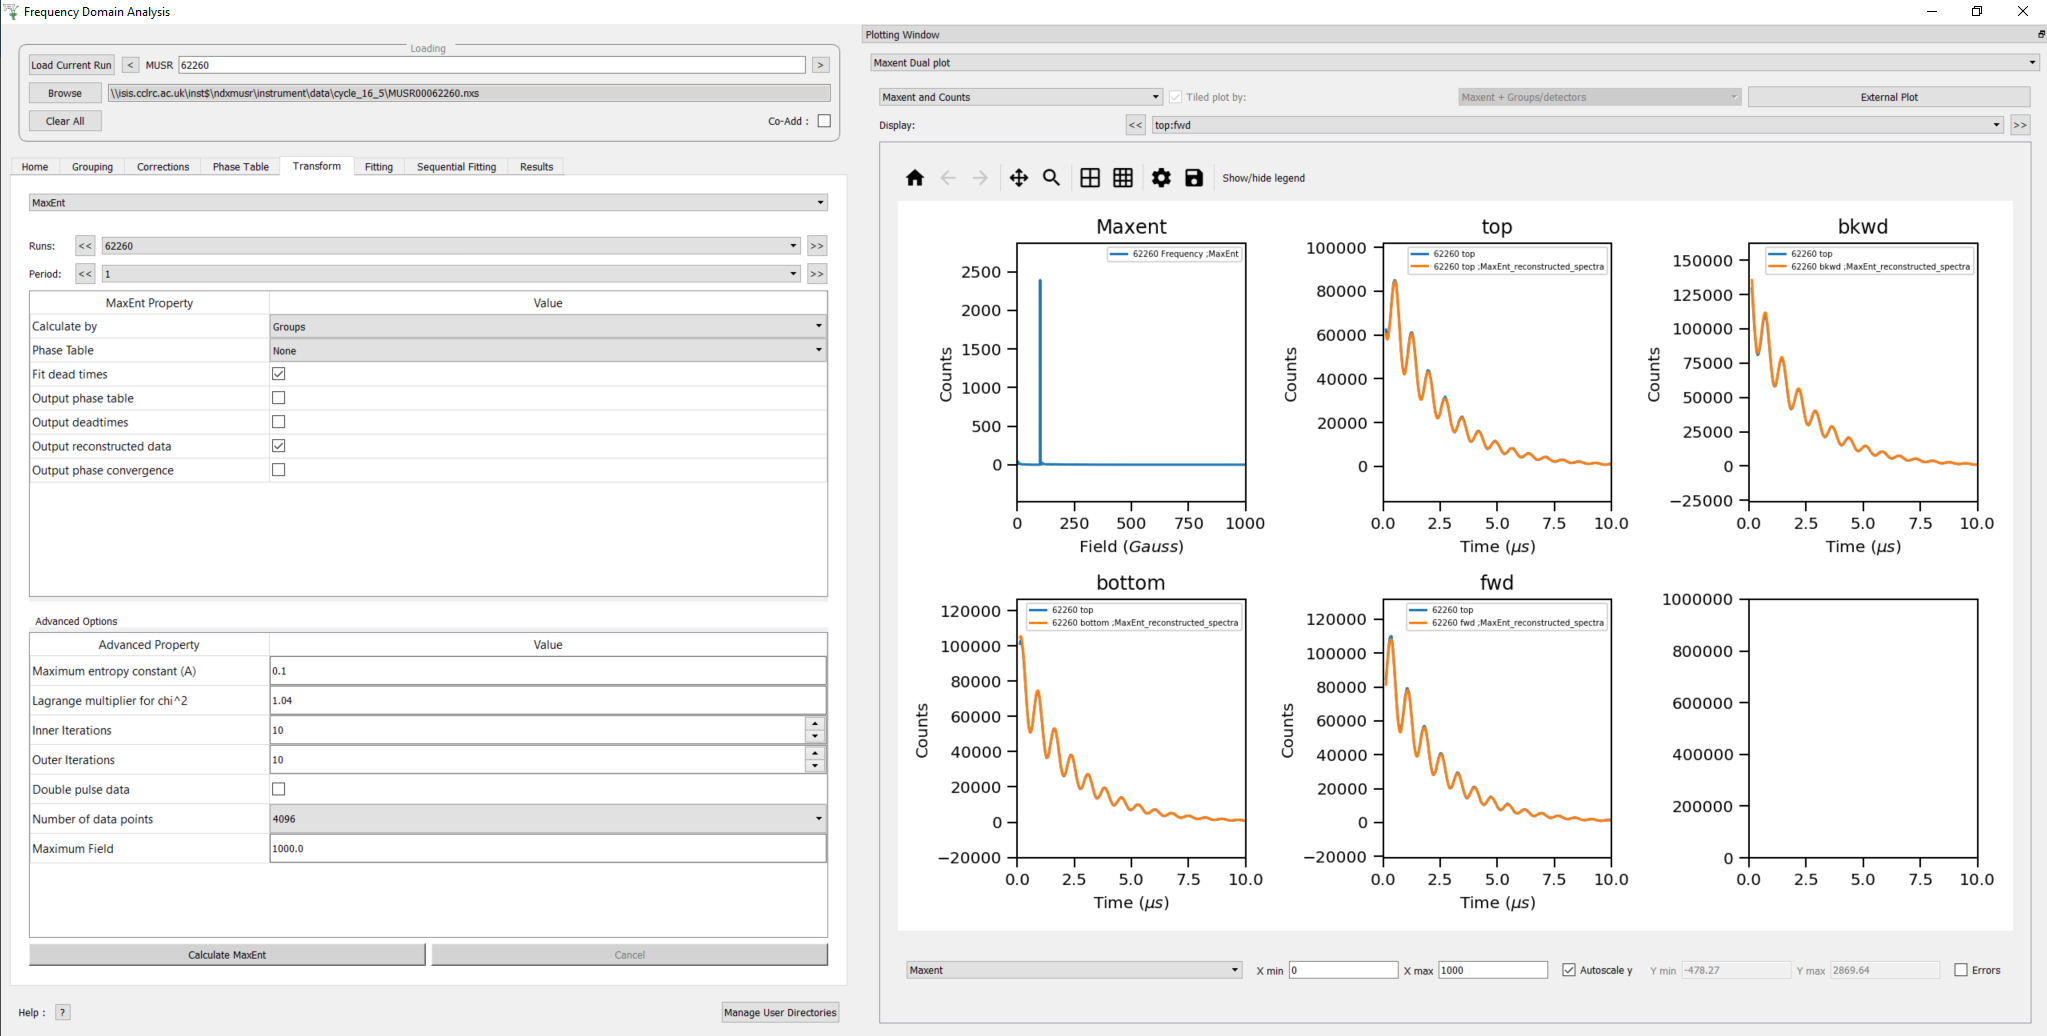 Frequency Domain Analysis
Loading
Load Current Run < MUSR 62260 >
Browse \\isis.cclrc.ac.uk\inst$\ndxmusr\instrument\data\cycle_16_5\MUSR00062260.nxs
Clear All Co-Add :
Home Grouping Corrections Phase Table Transform Fitting Sequential Fitting Results
MaxEnt
Runs: << 62260 >>
Period: << 1 >>
MaxEnt Property Value
Calculate by Groups
Phase Table None
Fit dead times
Output phase table
Output deadtimes
Output reconstructed data
Output phase convergence
Advanced Options
Advanced Property Value
Maximum entropy constant (A) 0.1
Lagrange multiplier for chi^2 1.04
Inner Iterations 10
Outer Iterations 10
Double pulse data
Number of data points 4096
Maximum Field 1000.0
Calculate MaxEnt Cancel
Help : ? Manage User Directories
Plotting Window
Maxent Dual plot
Maxent and Counts Tiled plot by: Maxent + Groups/detectors External Plot
Display: << top:fwd >>
Show/hide legend
Maxent
62260 Frequency ;MaxEnt
Counts
2500
2000
1500
1000
500
0
0 250 500 750 1000
Field (Gauss)
top
62260 top
62260 top ;MaxEnt_reconstructed_spectra
Counts
100000
80000
60000
40000
20000
0
0.0 2.5 5.0 7.5 10.0
Time (μs)
bkwd
62260 top
62260 bkwd ;MaxEnt_reconstructed_spectra
Counts
150000
125000
100000
75000
50000
25000
0
−25000
0.0 2.5 5.0 7.5 10.0
Time (μs)
bottom
62260 top
62260 bottom ;MaxEnt_reconstructed_spectra
Counts
120000
100000
80000
60000
40000
20000
0
−20000
0.0 2.5 5.0 7.5 10.0
Time (μs)
fwd
62260 top
62260 fwd ;MaxEnt_reconstructed_spectra
Counts
120000
100000
80000
60000
40000
20000
0
−20000
0.0 2.5 5.0 7.5 10.0
Time (μs)
1000000
800000
600000
400000
200000
0
0.0 2.5 5.0 7.5 10.0
Maxent X min 0 X max 1000 Autoscale y Y min -478.27 Y max 2869.64 Errors